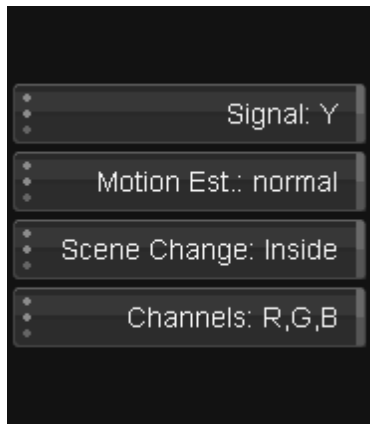 Signal: Y
Motion Est.: normal
Scene Change: Inside
Channels: R,G,B